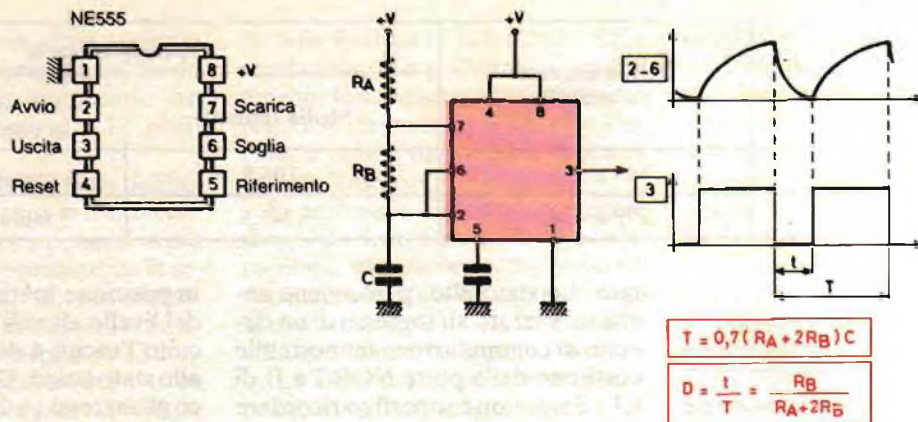 NE555
1
8 +V
Avvio 2
7 Scarica
Uscita 3
6 Soglia
Reset 4
5 Riferimento
+V
+V
RA
RB
C
4 8
7
6
2
3
5 1
2-6
3
t
T
T = 0,7 (RA + 2RB) C
D = t/T = RB/RA+2RB